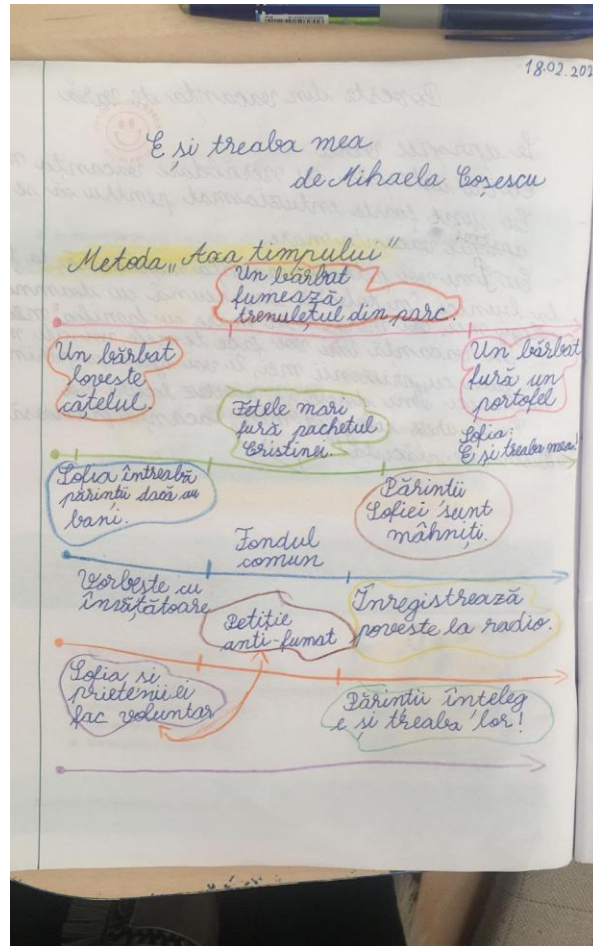 18.02.202
E și treaba mea
de Mihaela Coșescu
Metoda „Axa timpului"
Un bărbat
fumează
trenulețul din parc.
Un bărbat
lovește
cățelul.
Un bărbat
fură un
portofel
Fetele mari
fură pachetul
Cristinei.
Sofia:
E și treaba mea!
Sofia întreabă
părinții dacă au
bani.
Părinții
Sofiei sunt
mâhniți.
Fondul
comun
Vorbește cu
învățătoare
Petiție
anti-fumat
Înregistrează
poveste la radio.
Sofia si
prietenii ei
fac voluntar
Părinții înțeleg
e și treaba lor!